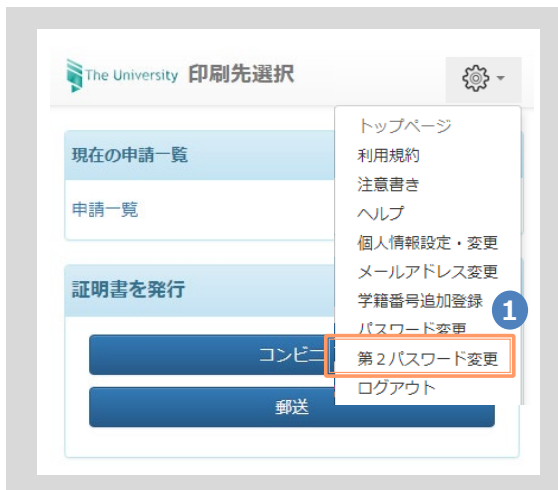 The University 印刷先選択
トップページ
現在の申請一覧
利用規約
注意書き
申請一覧
ヘルプ
個人情報設定・変更
メールアドレス変更
証明書を発行
学籍番号追加登録
1
パスワード変更
コンビニ
第2パスワード変更
ログアウト
郵送